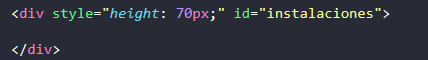 <div style="height: 70px;" id="instalaciones">
</div>